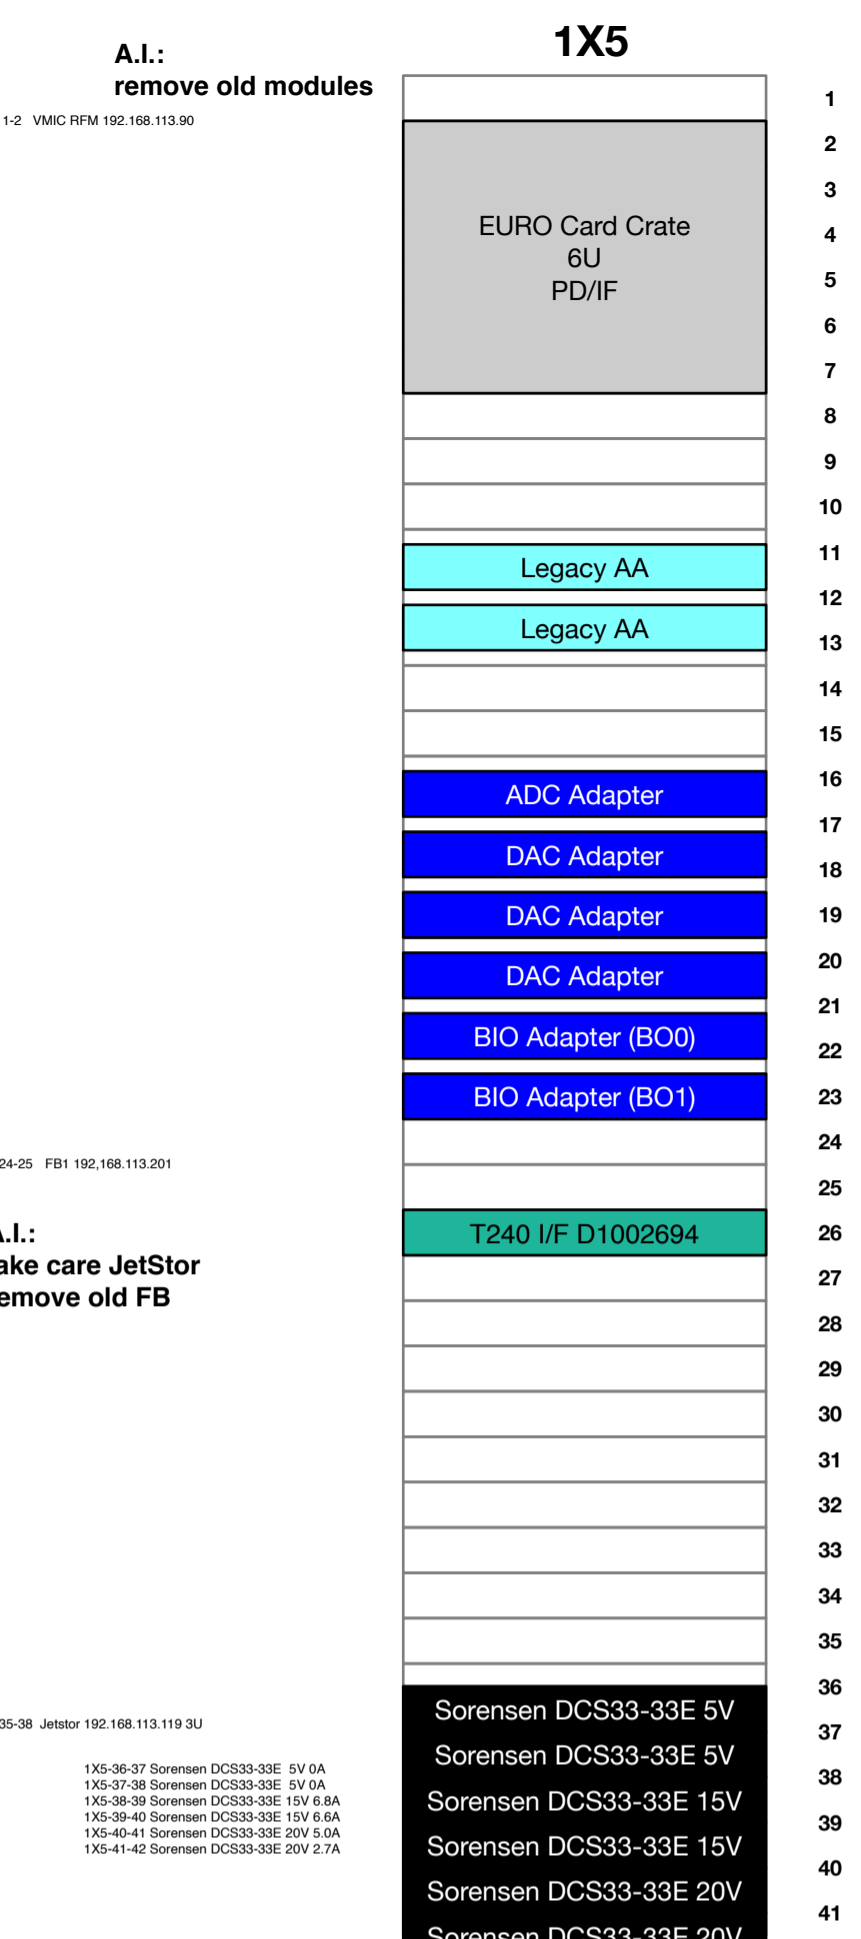 1X5
A.I.:
remove old modules
1-2 VMIC RFM 192.168.113.90
1
2
3
EURO Card Crate
4
6U
PD/IF
5
6
7
8
9
10
11
Legacy AA
12
Legacy AA
13
14
15
16
ADC Adapter
17
DAC Adapter
18
DAC Adapter
19
20
DAC Adapter
21
BIO Adapter (BO0)
22
BIO Adapter (BO1)
23
24
24-25 FB1 192,168.113.201
25
T240 I/F D1002694
26
A.I.:
ake care JetStor
emove old FB
27
28
29
30
31
32
33
34
35
36
Sorensen DCS33-33E 5V
35-38 Jetstor 192.168.113.119 3U
37
Sorensen DCS33-33E 5V
38
1X5-36-37 Sorensen DCS33-33E 5V 0A
1X5-37-38 Sorensen DCS33-33E 5V 0A
1X5-38-39 Sorensen DCS33-33E 15V 6.8A
1X5-39-40 Sorensen DCS33-33E 15V 6.6A
1X5-40-41 Sorensen DCS33-33E 20V 5.0A
1X5-41-42 Sorensen DCS33-33E 20V 2.7A
Sorensen DCS33-33E 15V
39
Sorensen DCS33-33E 15V
40
Sorensen DCS33-33E 20V
41
Sorensen DCS33-33E 20V